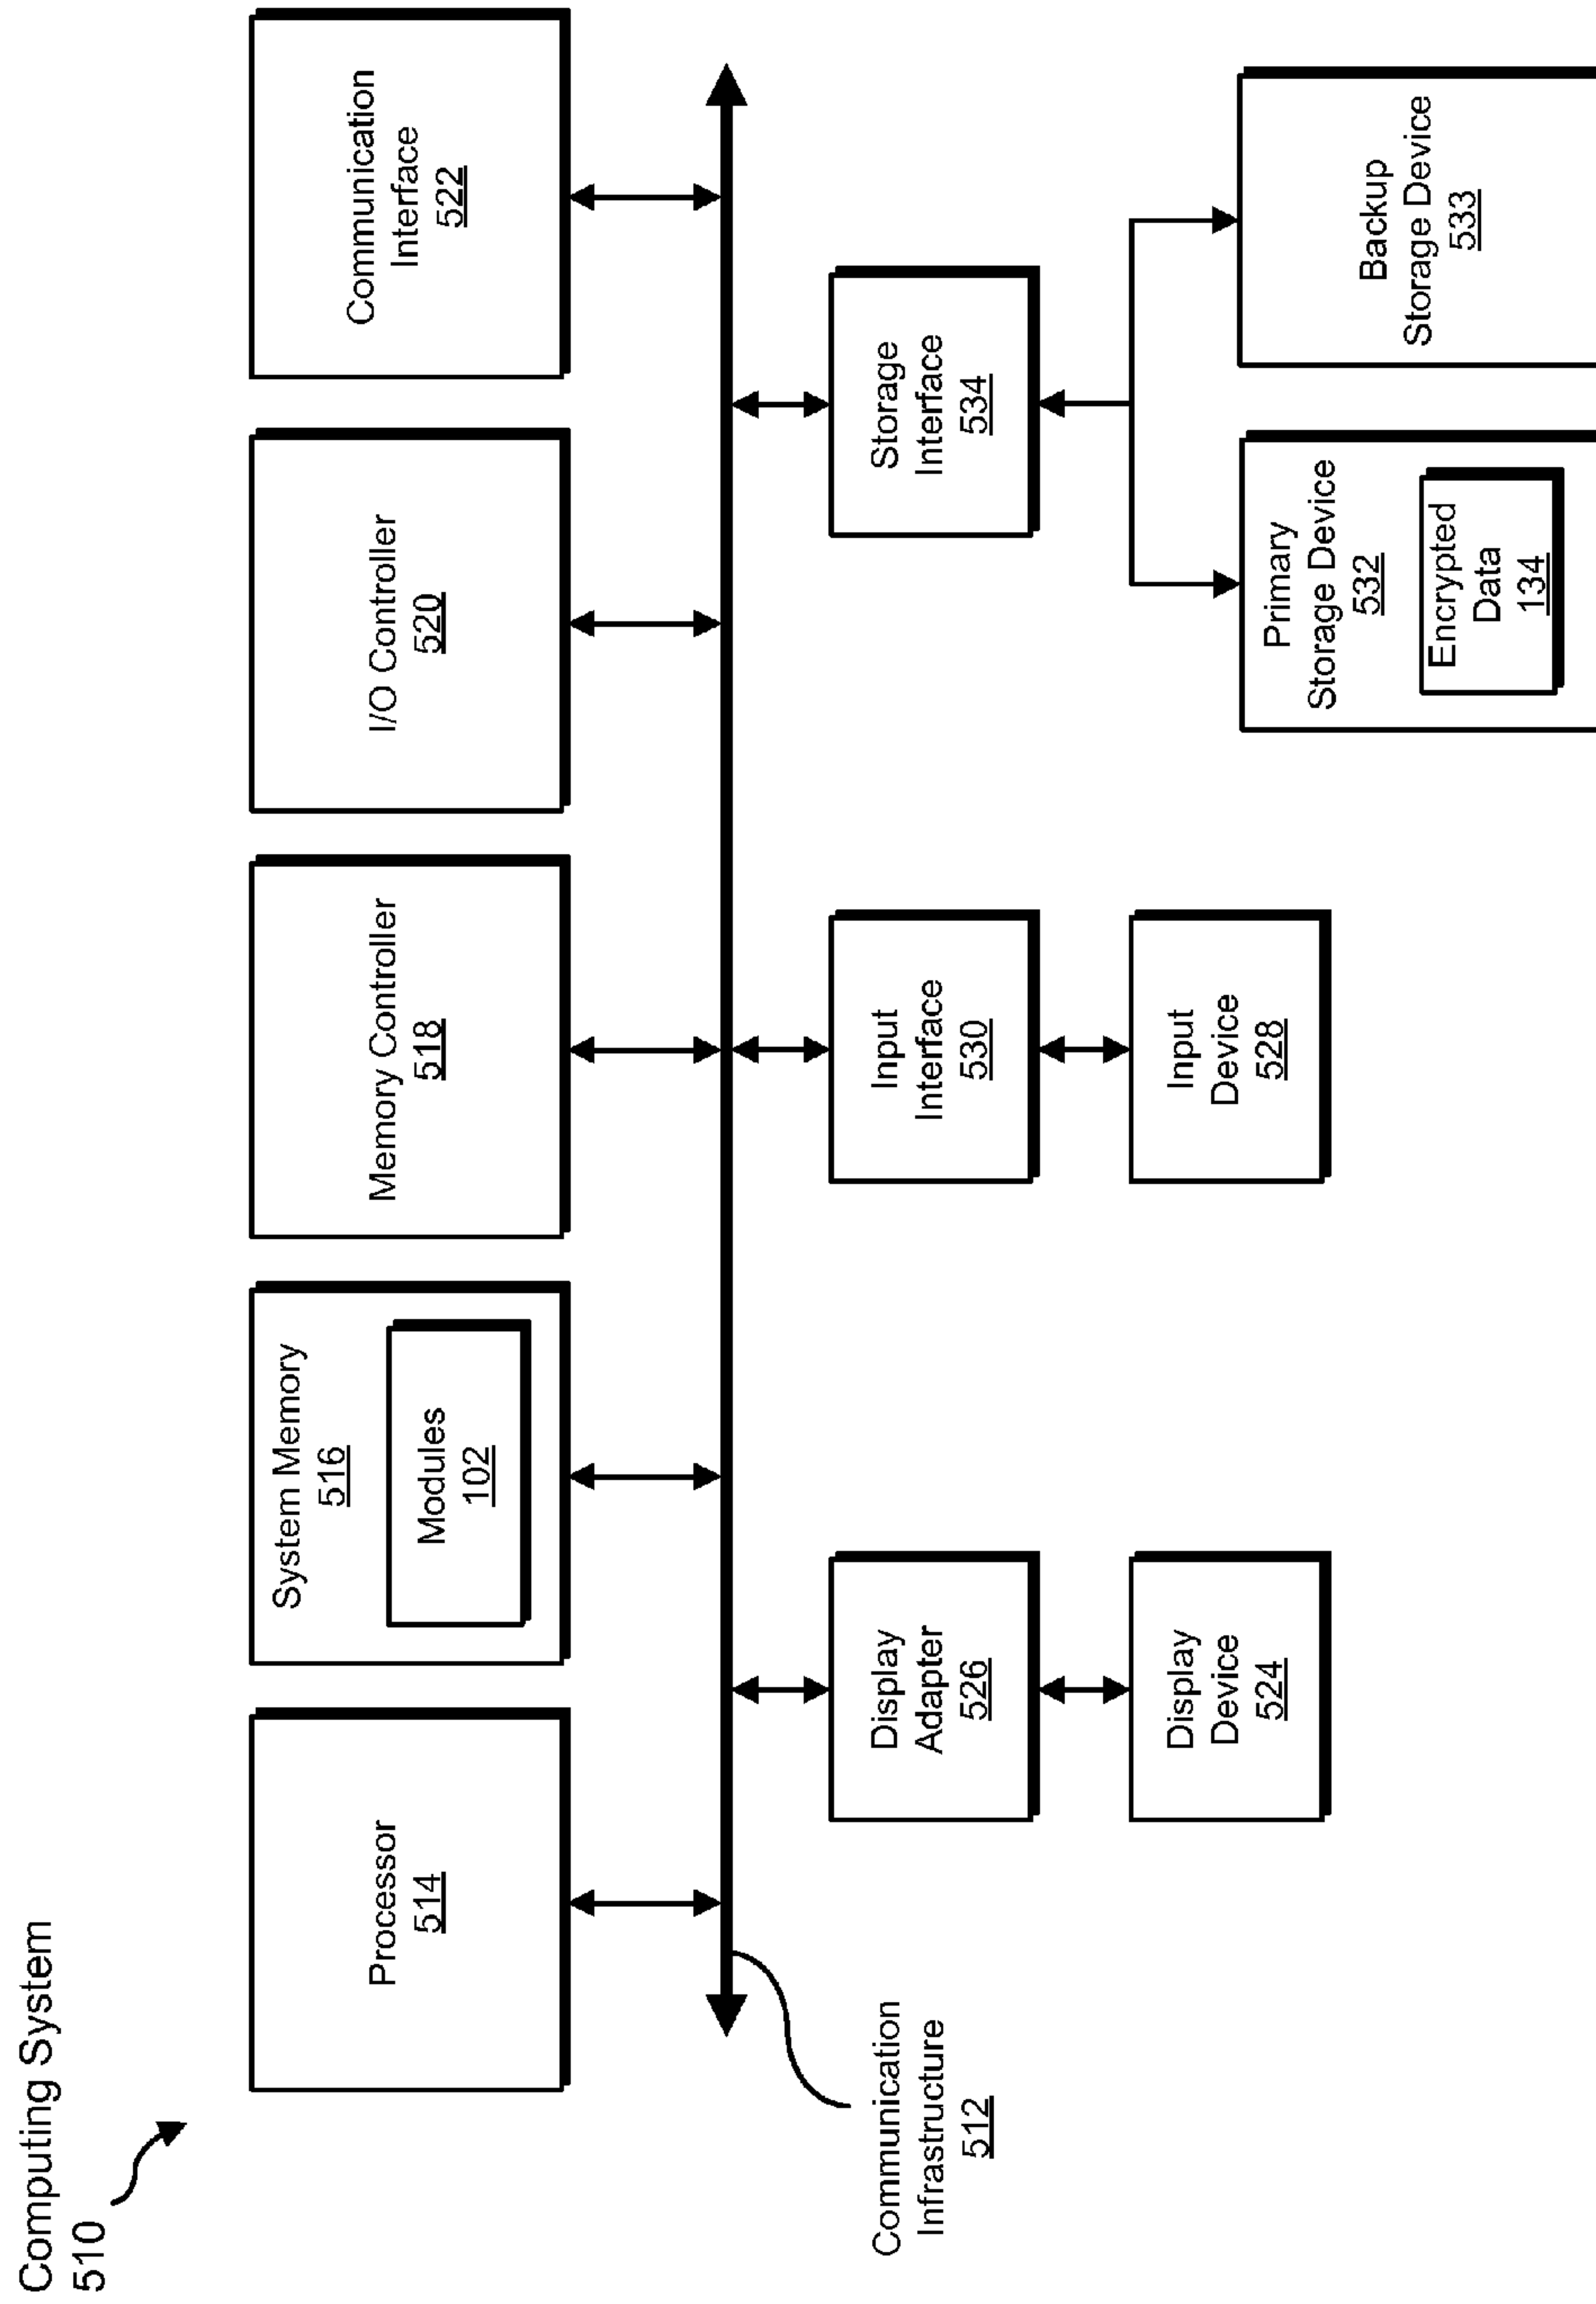 Computing System
510
Processor
514
System Memory
516
Modules
102
Memory Controller
518
I/O Controller
520
Communication
Interface
522
Communication
Infrastructure
512
Display
Adapter
526
Input
Interface
530
Storage
Interface
534
Display
Device
524
Input
Device
528
Primary
Storage Device
532
Encrypted
Data
134
Backup
Storage Device
533